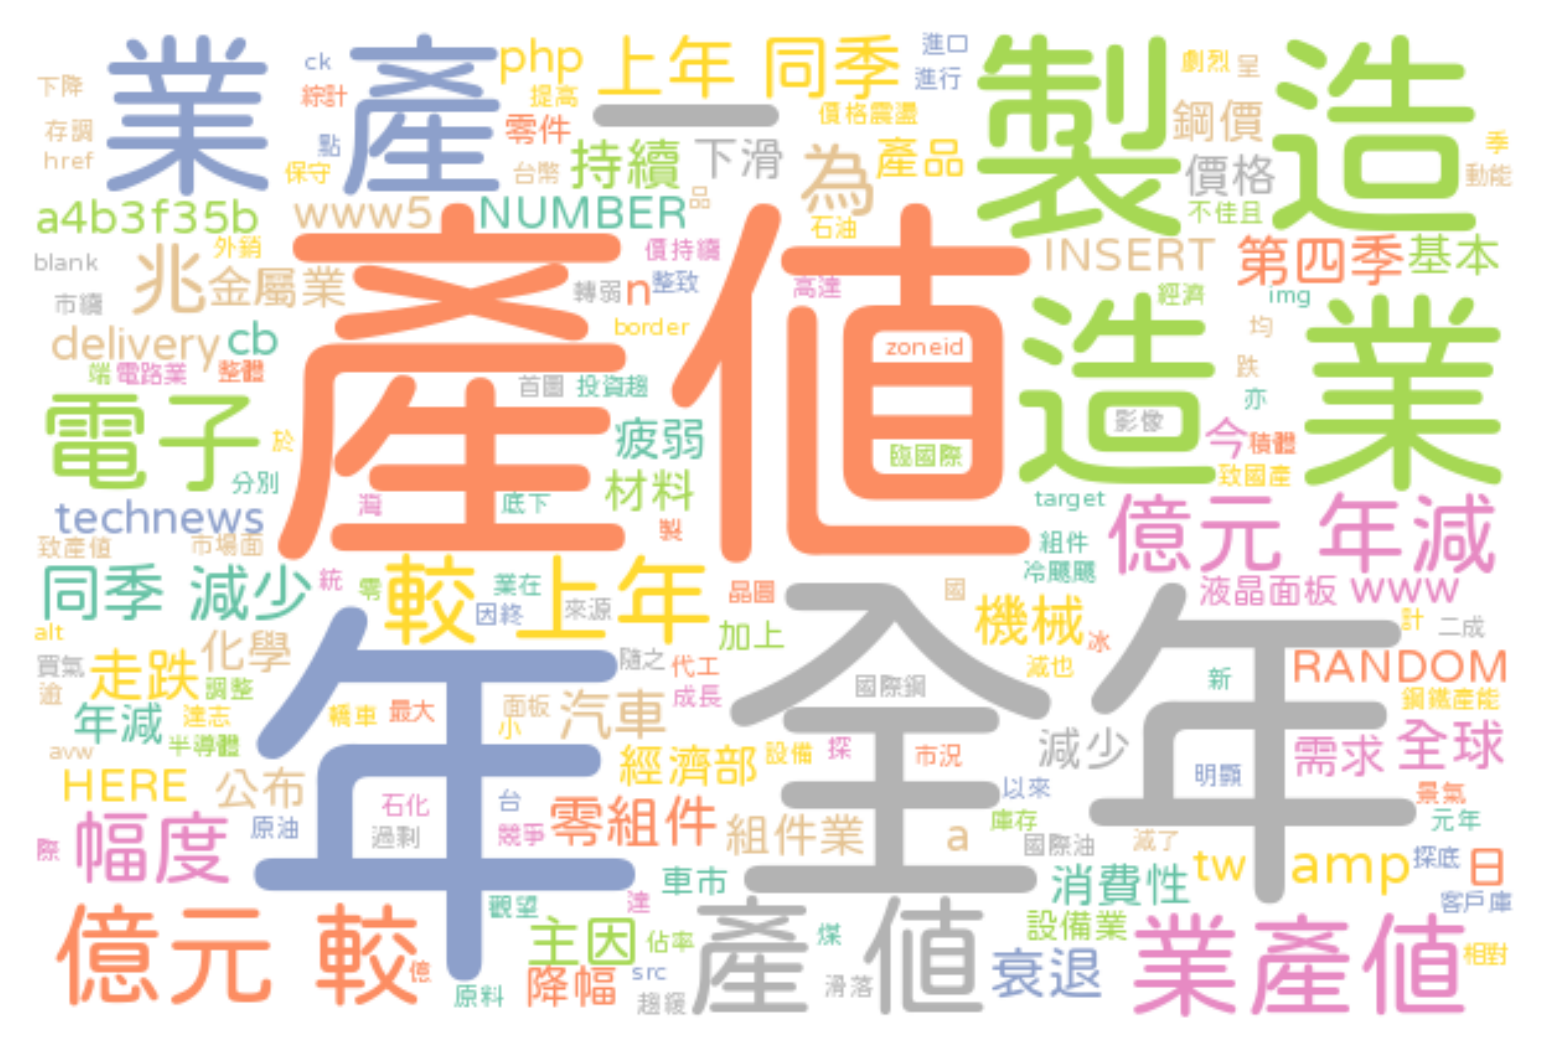 業產
ck
php
上年 同季
進口
進行
製造
劇烈
呈
下降
綜計
提高
一
價格震盪
鋼價
存調
href
點
零件
持續
下滑
為
產品
價格
季
動能
保守
台幣
品
a4b3f35b
www5
NUMBER
石油
不佳且
blank
外銷
兆
金屬業
產值
價持續
INSERT
第四季
基本
市續
轉弱
n
整致
高達
經濟
img
delivery
cb
border
zoneid
造業
均
端
電路業
整體
首圖
投資趨
跌
亦
電子
於
疲弱
臨國際
影像
今
積體
分別
灣
底下
材料
target
致國產
technews
製
億元 年減
致產值
市場面
組件
冷颼颼
同季 減少
統
零
較上年
業在
因終
來源
晶圓
國
液晶面板
www
alt
加上
機械
冰
計
二成
買氣
走跌
化學
年
隨之
代工
全年
減也
RANDOM
逾
調整
成長
國際鋼
新
鋼鐵產能
年減
達志
轎車
最大
面板
小
汽車
減少
需求
全球
avw
半導體
經濟部
設備
探
市況
明顯
HERE
公布
石化
台
以來
景氣
幅度
原油
過剩
競爭
零組件
組件業
a
庫存
國際油
減了
元年
際
車市
消費性
tw
amp
探底
日
客戶庫
億元 較
觀望
達
主因
佔率
產值
煤
設備業
業產值
相對
億
原料
降幅
src
趨緩
滑落
衰退